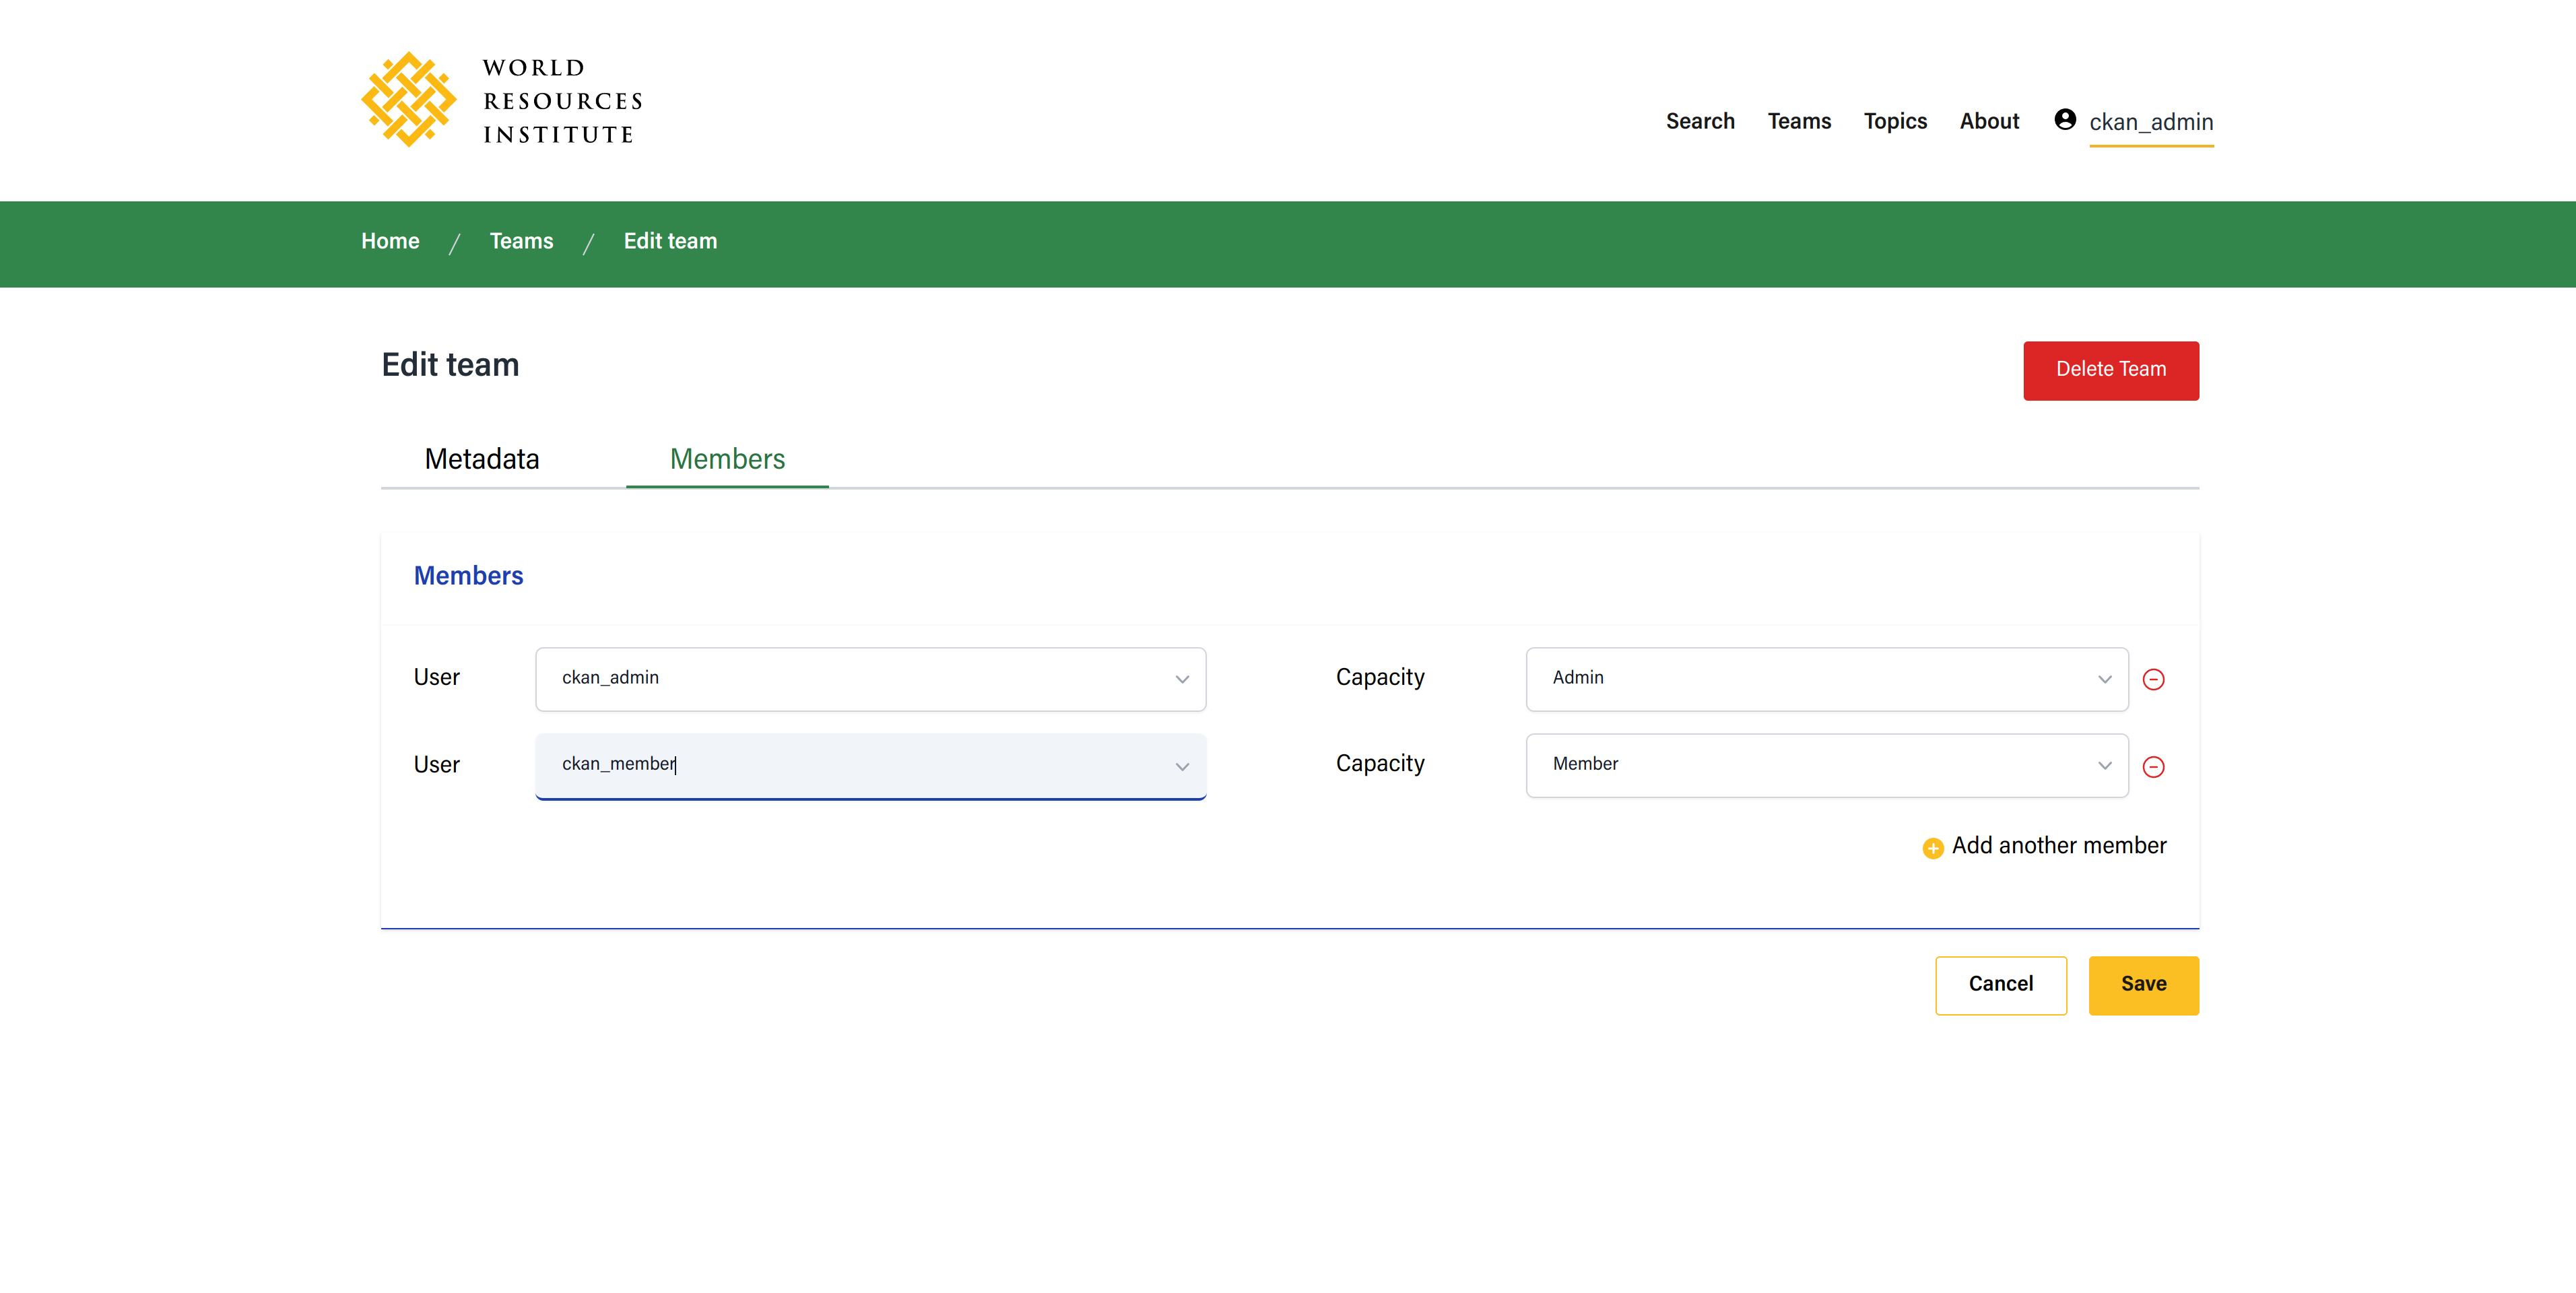 WORLD
RESOURCES
INSTITUTE
Search Teams Topics About ckan_admin
Home / Teams / Edit team
Edit team
Delete Team
Metadata Members
Members
User ckan_admin Capacity Admin
User ckan_member Capacity Member
Add another member
Cancel Save